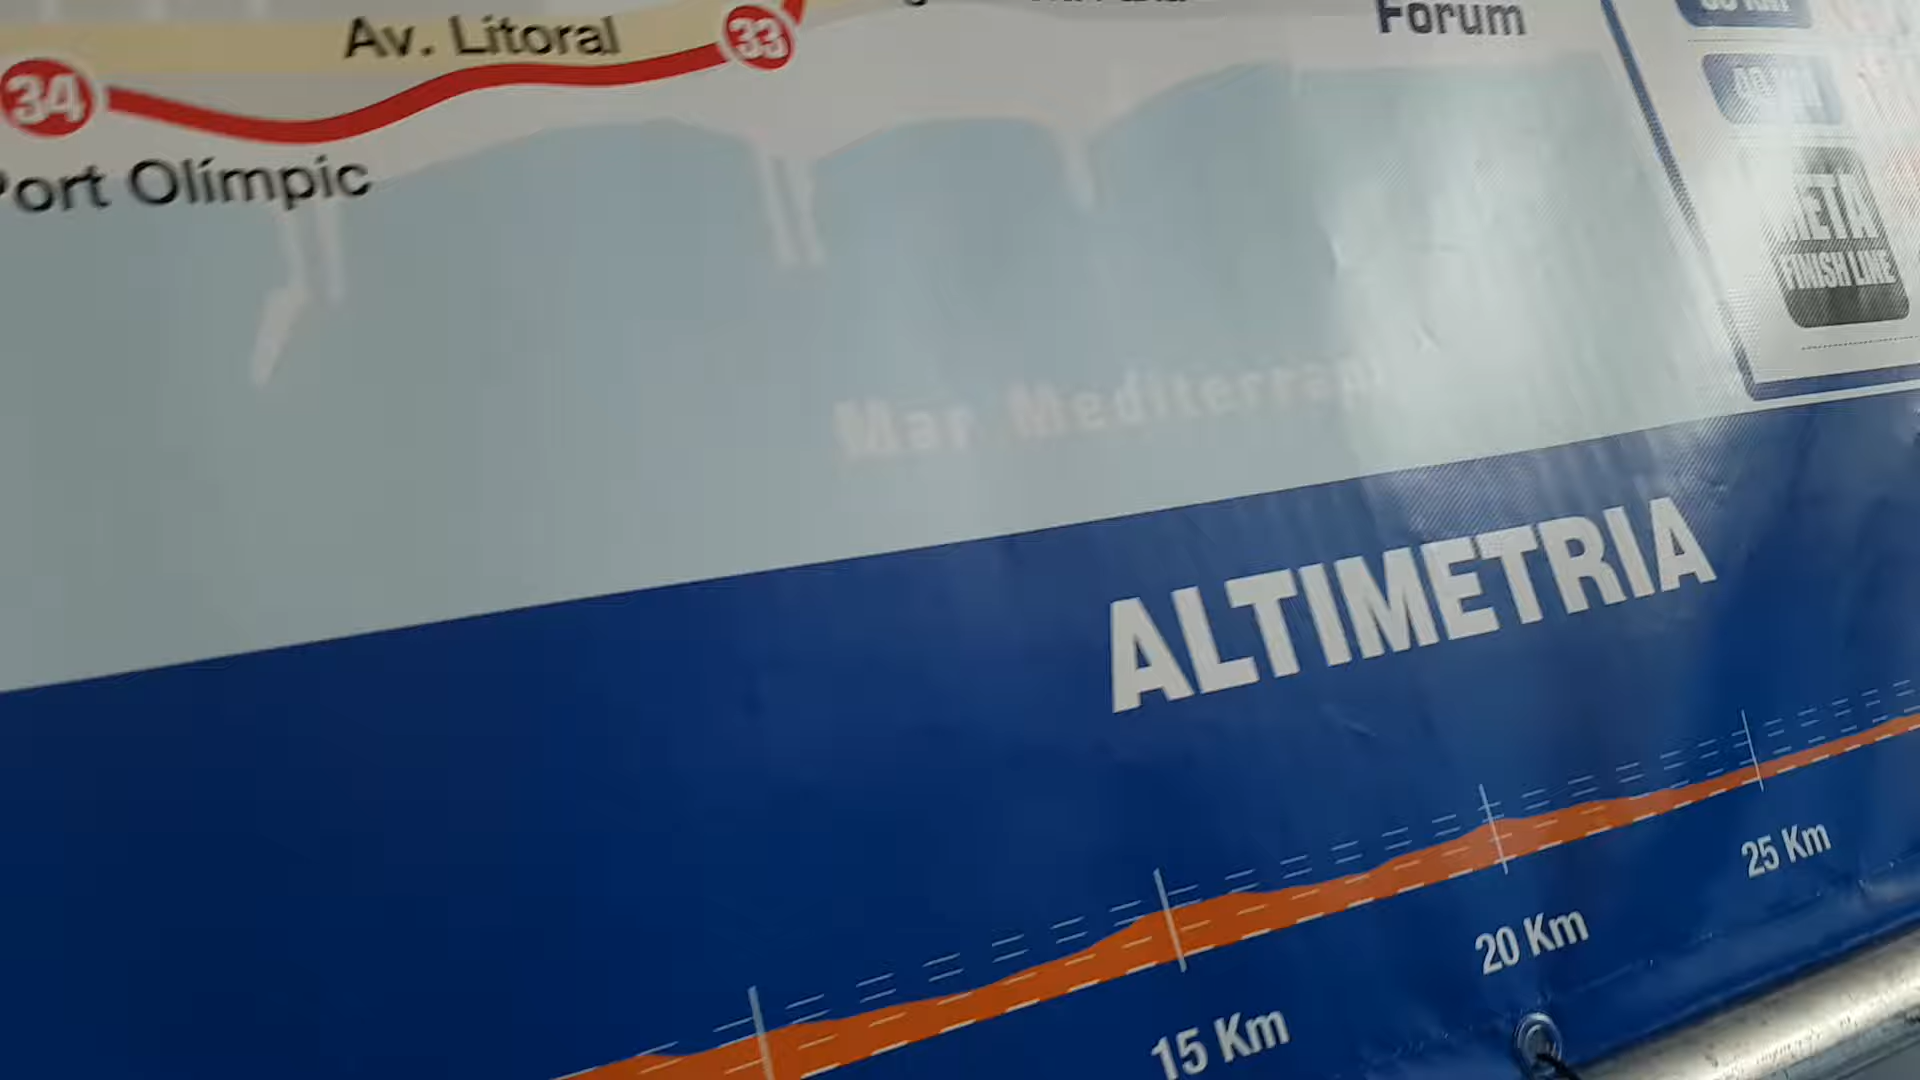 Forum
Av. Litoral
33
34
Port Olímpic
META
FINISH LINE
Mar Mediterrani
ALTIMETRIA
25 Km
20 Km
15 Km